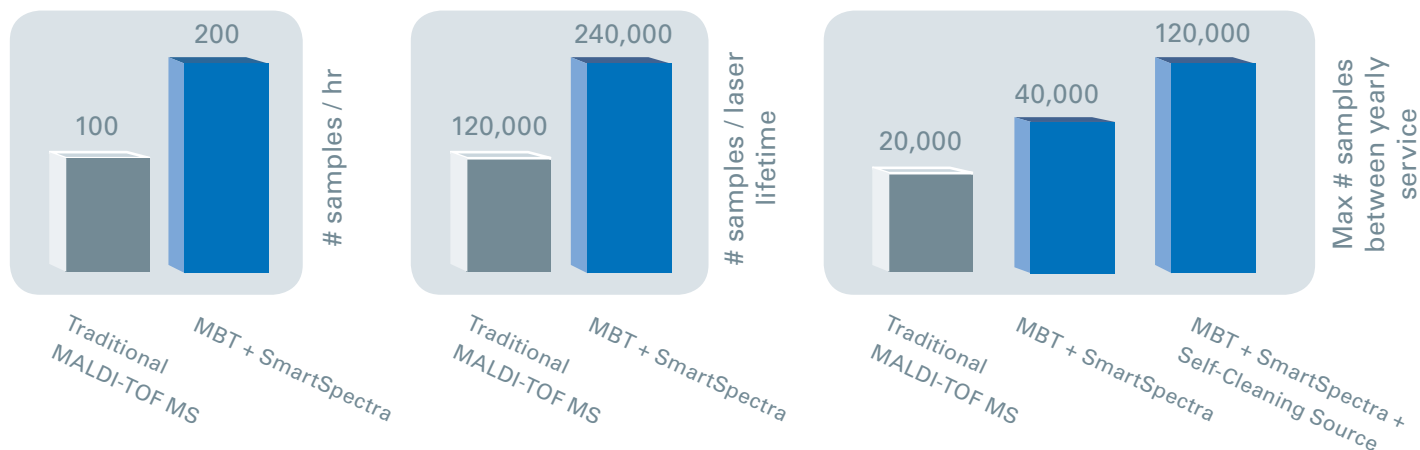 200
100
# samples / hr
Traditional
MALDI-TOF MS
MBT + SmartSpectra
240,000
120,000
# samples / laser
lifetime
Traditional
MALDI-TOF MS
MBT + SmartSpectra
120,000
40,000
20,000
Max # samples
between yearly
service
Traditional
MALDI-TOF MS
MBT + SmartSpectra
MBT + SmartSpectra +
Self-Cleaning Source